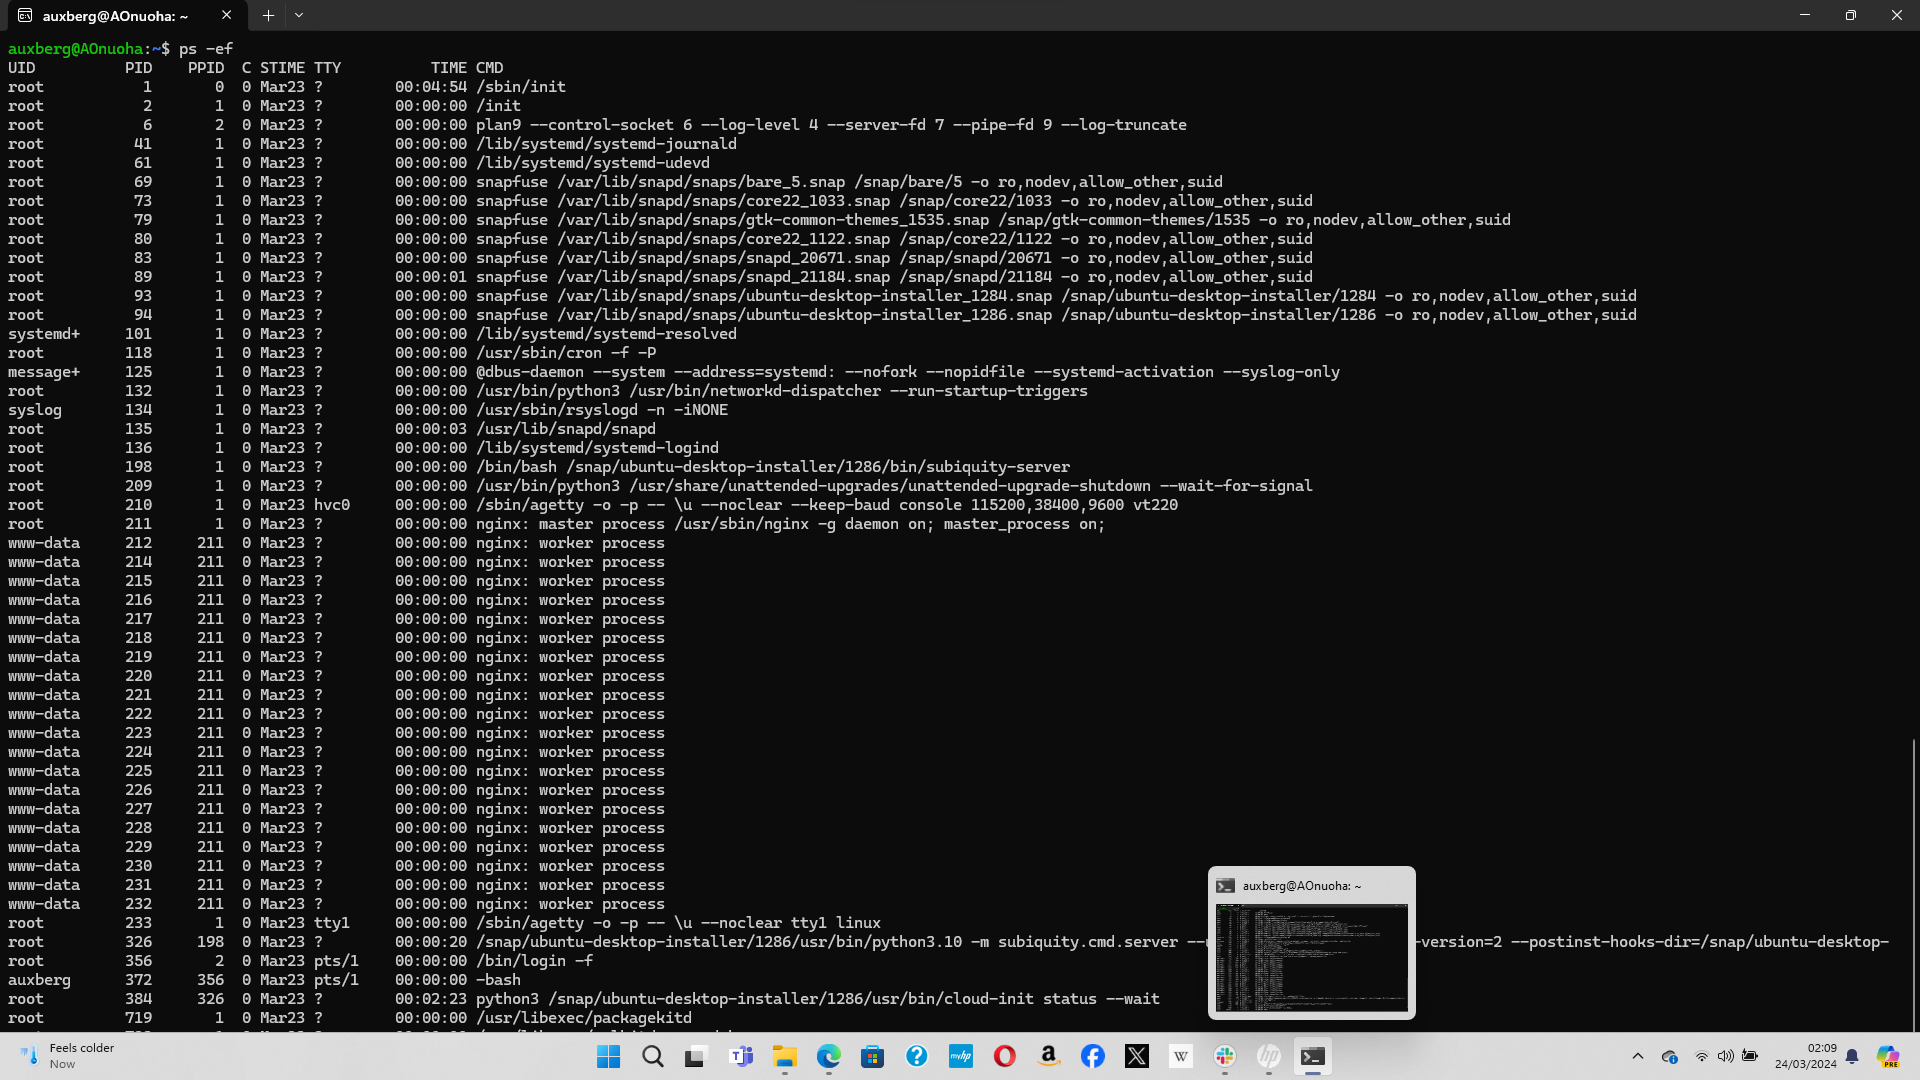 auxberg@AOnuoha: ~
auxberg@AOnuoha:~$ ps -ef
UID          PID    PPID  C STIME TTY          TIME CMD
root           1       0  0 Mar23 ?        00:04:54 /sbin/init
root           2       1  0 Mar23 ?        00:00:00 /init
root           6       2  0 Mar23 ?        00:00:00 plan9 --control-socket 6 --log-level 4 --server-fd 7 --pipe-fd 9 --log-truncate
root          41       1  0 Mar23 ?        00:00:00 /lib/systemd/systemd-journald
root          61       1  0 Mar23 ?        00:00:00 /lib/systemd/systemd-udevd
root          69       1  0 Mar23 ?        00:00:00 snapfuse /var/lib/snapd/snaps/bare_5.snap /snap/bare/5 -o ro,nodev,allow_other,suid
root          73       1  0 Mar23 ?        00:00:00 snapfuse /var/lib/snapd/snaps/core22_1033.snap /snap/core22/1033 -o ro,nodev,allow_other,suid
root          79       1  0 Mar23 ?        00:00:00 snapfuse /var/lib/snapd/snaps/gtk-common-themes_1535.snap /snap/gtk-common-themes/1535 -o ro,nodev,allow_other,suid
root          80       1  0 Mar23 ?        00:00:00 snapfuse /var/lib/snapd/snaps/core22_1122.snap /snap/core22/1122 -o ro,nodev,allow_other,suid
root          83       1  0 Mar23 ?        00:00:00 snapfuse /var/lib/snapd/snaps/snapd_20671.snap /snap/snapd/20671 -o ro,nodev,allow_other,suid
root          89       1  0 Mar23 ?        00:00:01 snapfuse /var/lib/snapd/snaps/snapd_21184.snap /snap/snapd/21184 -o ro,nodev,allow_other,suid
root          93       1  0 Mar23 ?        00:00:00 snapfuse /var/lib/snapd/snaps/ubuntu-desktop-installer_1284.snap /snap/ubuntu-desktop-installer/1284 -o ro,nodev,allow_other,suid
root          94       1  0 Mar23 ?        00:00:00 snapfuse /var/lib/snapd/snaps/ubuntu-desktop-installer_1286.snap /snap/ubuntu-desktop-installer/1286 -o ro,nodev,allow_other,suid
systemd+     101       1  0 Mar23 ?        00:00:00 /lib/systemd/systemd-resolved
root         118       1  0 Mar23 ?        00:00:00 /usr/sbin/cron -f -P
message+     125       1  0 Mar23 ?        00:00:00 @dbus-daemon --system --address=systemd: --nofork --nopidfile --systemd-activation --syslog-only
root         132       1  0 Mar23 ?        00:00:00 /usr/bin/python3 /usr/bin/networkd-dispatcher --run-startup-triggers
syslog       134       1  0 Mar23 ?        00:00:00 /usr/sbin/rsyslogd -n -iNONE
root         135       1  0 Mar23 ?        00:00:03 /usr/lib/snapd/snapd
root         136       1  0 Mar23 ?        00:00:00 /lib/systemd/systemd-logind
root         198       1  0 Mar23 ?        00:00:00 /bin/bash /snap/ubuntu-desktop-installer/1286/bin/subiquity-server
root         209       1  0 Mar23 ?        00:00:00 /usr/bin/python3 /usr/share/unattended-upgrades/unattended-upgrade-shutdown --wait-for-signal
root         210       1  0 Mar23 hvc0     00:00:00 /sbin/agetty -o -p -- \u --noclear --keep-baud console 115200,38400,9600 vt220
root         211       1  0 Mar23 ?        00:00:00 nginx: master process /usr/sbin/nginx -g daemon on; master_process on;
www-data     212     211  0 Mar23 ?        00:00:00 nginx: worker process
www-data     214     211  0 Mar23 ?        00:00:00 nginx: worker process
www-data     215     211  0 Mar23 ?        00:00:00 nginx: worker process
www-data     216     211  0 Mar23 ?        00:00:00 nginx: worker process
www-data     217     211  0 Mar23 ?        00:00:00 nginx: worker process
www-data     218     211  0 Mar23 ?        00:00:00 nginx: worker process
www-data     219     211  0 Mar23 ?        00:00:00 nginx: worker process
www-data     220     211  0 Mar23 ?        00:00:00 nginx: worker process
www-data     221     211  0 Mar23 ?        00:00:00 nginx: worker process
www-data     222     211  0 Mar23 ?        00:00:00 nginx: worker process
www-data     223     211  0 Mar23 ?        00:00:00 nginx: worker process
www-data     224     211  0 Mar23 ?        00:00:00 nginx: worker process
www-data     225     211  0 Mar23 ?        00:00:00 nginx: worker process
www-data     226     211  0 Mar23 ?        00:00:00 nginx: worker process
www-data     227     211  0 Mar23 ?        00:00:00 nginx: worker process
www-data     228     211  0 Mar23 ?        00:00:00 nginx: worker process
www-data     229     211  0 Mar23 ?        00:00:00 nginx: worker process
www-data     230     211  0 Mar23 ?        00:00:00 nginx: worker process
www-data     231     211  0 Mar23 ?        00:00:00 nginx: worker process
www-data     232     211  0 Mar23 ?        00:00:00 nginx: worker process
root         233       1  0 Mar23 tty1     00:00:00 /sbin/agetty -o -p -- \u --noclear tty1 linux
root         326     198  0 Mar23 ?        00:00:20 /snap/ubuntu-desktop-installer/1286/usr/bin/python3.10 -m subiquity.cmd.server -- -version=2 --postinst-hooks-dir=/snap/ubuntu-desktop-
root         356       2  0 Mar23 pts/1    00:00:00 /bin/login -f
auxberg      372     356  0 Mar23 pts/1    00:00:00 -bash
root         384     326  0 Mar23 ?        00:02:23 python3 /snap/ubuntu-desktop-installer/1286/usr/bin/cloud-init status --wait
root         719       1  0 Mar23 ?        00:00:00 /usr/libexec/packagekitd
auxberg@AOnuoha: ~
Feels colder
Now
myhp
W
hp
PRE
02:09
24/03/2024